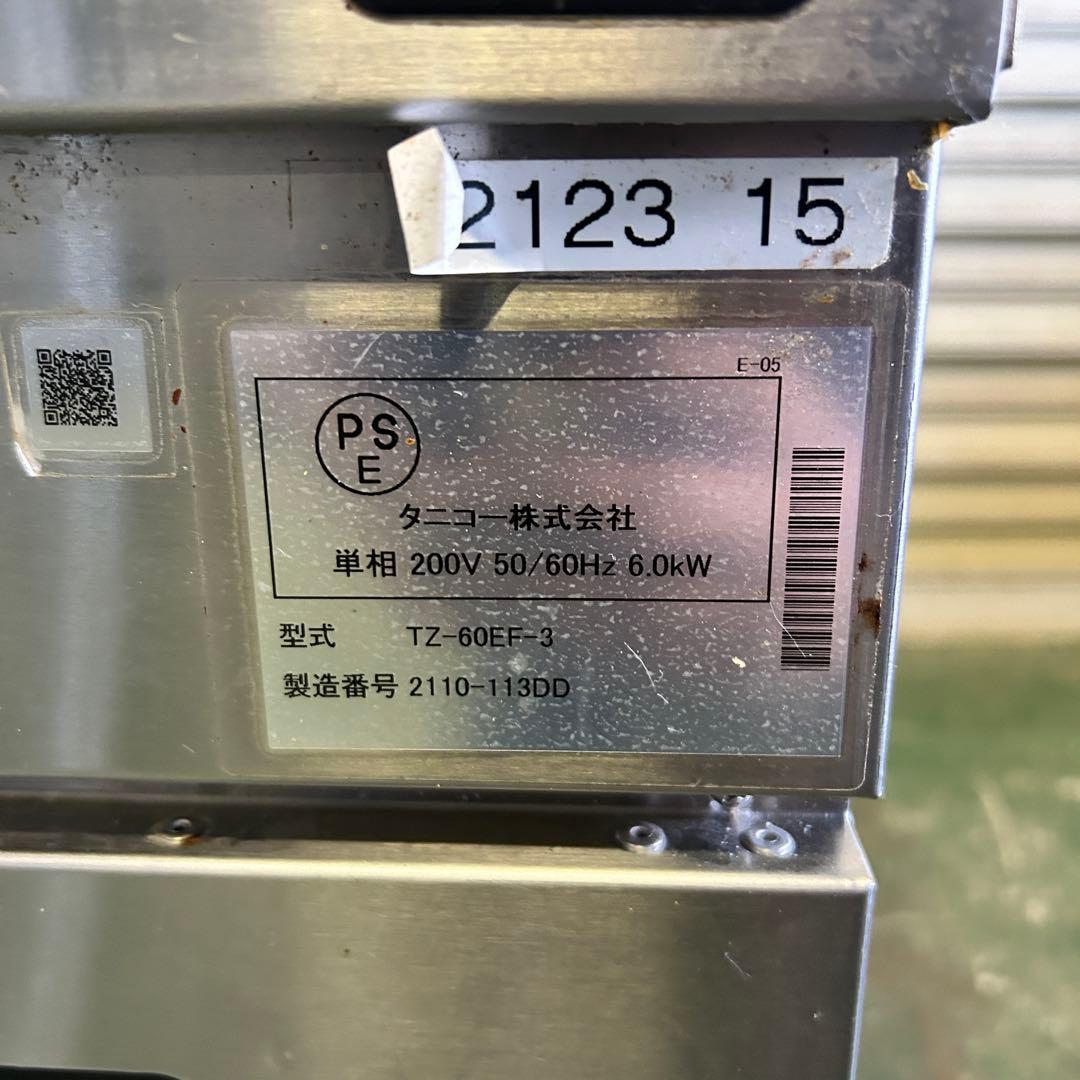 2123 15
E-05
PS
E
タニコー株式会社
単相 200V 50/60Hz 6.0kW
型式 TZ-60EF-3
製造番号 2110-113DD